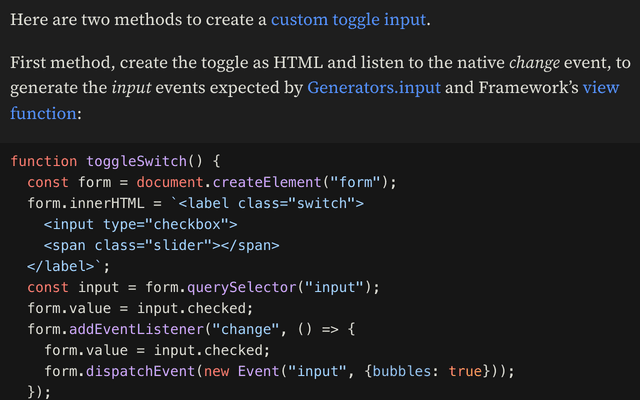 Here are two methods to create a custom toggle input.
First method, create the toggle as HTML and listen to the native change event, to
generate the input events expected by Generators.input and Framework’s view
function:
function toggleSwitch() {
  const form = document.createElement("form");
  form.innerHTML = `<label class="switch">
    <input type="checkbox">
    <span class="slider"></span>
  </label>`;
  const input = form.querySelector("input");
  form.value = input.checked;
  form.addEventListener("change", () => {
    form.value = input.checked;
    form.dispatchEvent(new Event("input", {bubbles: true}));
  });